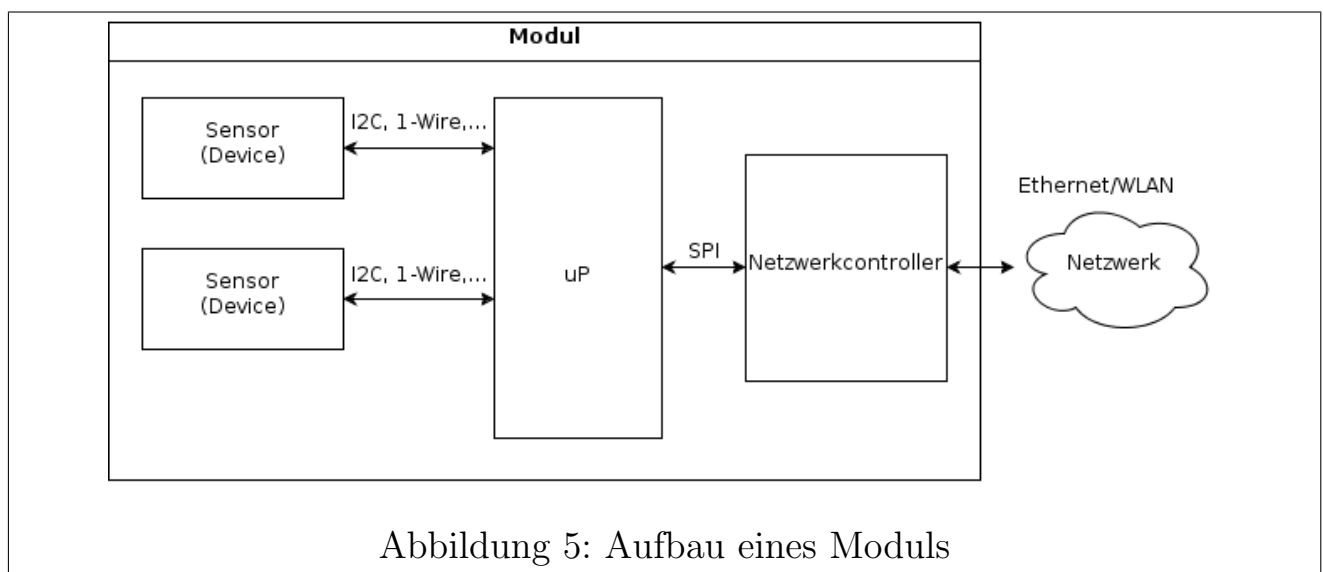 Modul
Sensor
(Device)
I2C, 1-Wire,...
Sensor
(Device)
I2C, 1-Wire,...
uP
SPI
Netzwerkcontroller
Ethernet/WLAN
Netzwerk
Abbildung 5: Aufbau eines Moduls